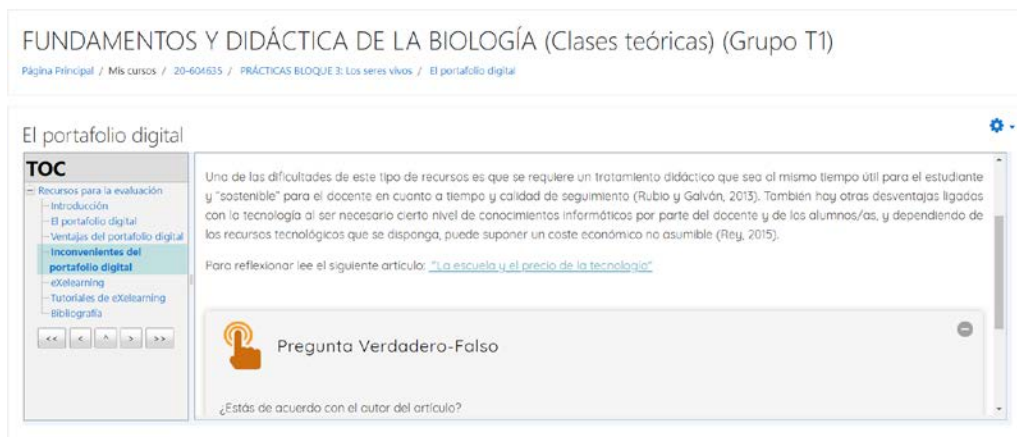 FUNDAMENTOS Y DIDÁCTICA DE LA BIOLOGÍA (Clases teóricas) (Grupo T1)
Página Principal / Mis cursos / 20-604635 / PRÁCTICAS BLOQUE 3: Los seres vivos / El portafolio digital
El portafolio digital
TOC
Recursos para la evaluación
Introducción
El portafolio digital
Ventajas del portafolio digital
Inconvenientes del
portafolio digital
eXelearning
Tutoriales de eXelearning
Bibliografía
<< < ^ > >>
Una de las dificultades de este tipo de recursos es que se requiere un tratamiento didáctico que sea al mismo tiempo útil para el estudiante
y "sostenible" para el docente en cuanto a tiempo y calidad de seguimiento (Rubio y Galván, 2013). También hay otras desventajas ligadas
con la tecnología al ser necesario cierto nivel de conocimientos informáticos por parte del docente y de los alumnos/as, y dependiendo de
los recursos tecnológicos que se disponga, puede suponer un coste económico no asumible (Rey, 2015).
Para reflexionar lee el siguiente artículo: "La escuela y el precio de la tecnología"
Pregunta Verdadero-Falso
¿Estás de acuerdo con el autor del artículo?